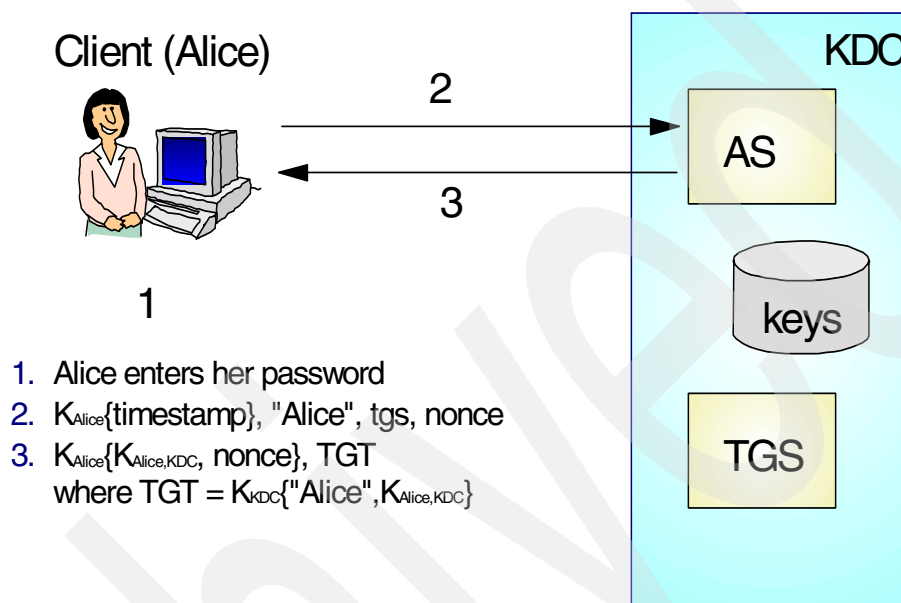 Client (Alice)
KDC
2
AS
3
keys
1
1. Alice enters her password
2. KAlice{timestamp}, "Alice", tgs, nonce
3. KAlice{KAlice,KDC, nonce}, TGT
where TGT = KKDC{"Alice",KAlice,KDC}
TGS